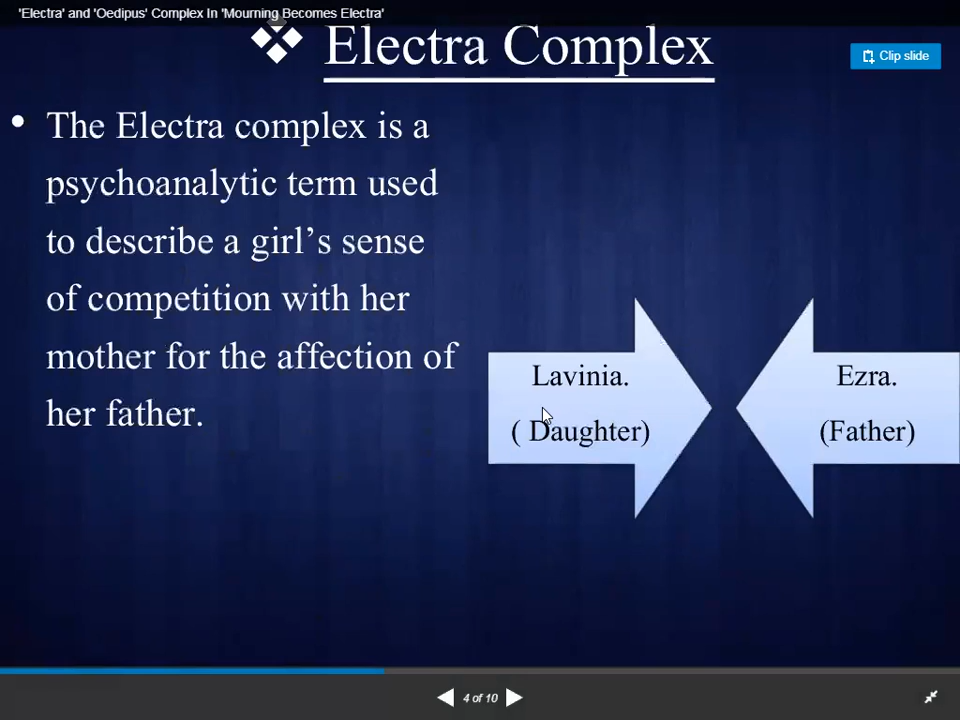 'Electra' and 'Oedipus' Complex In 'Mourning Becomes Electra'
❖ Electra Complex
Clip slide
• The Electra complex is a
psychoanalytic term used
to describe a girl's sense
of competition with her
mother for the affection of
her father.
Lavinia.
( Daughter)
Ezra.
(Father)
4 of 10